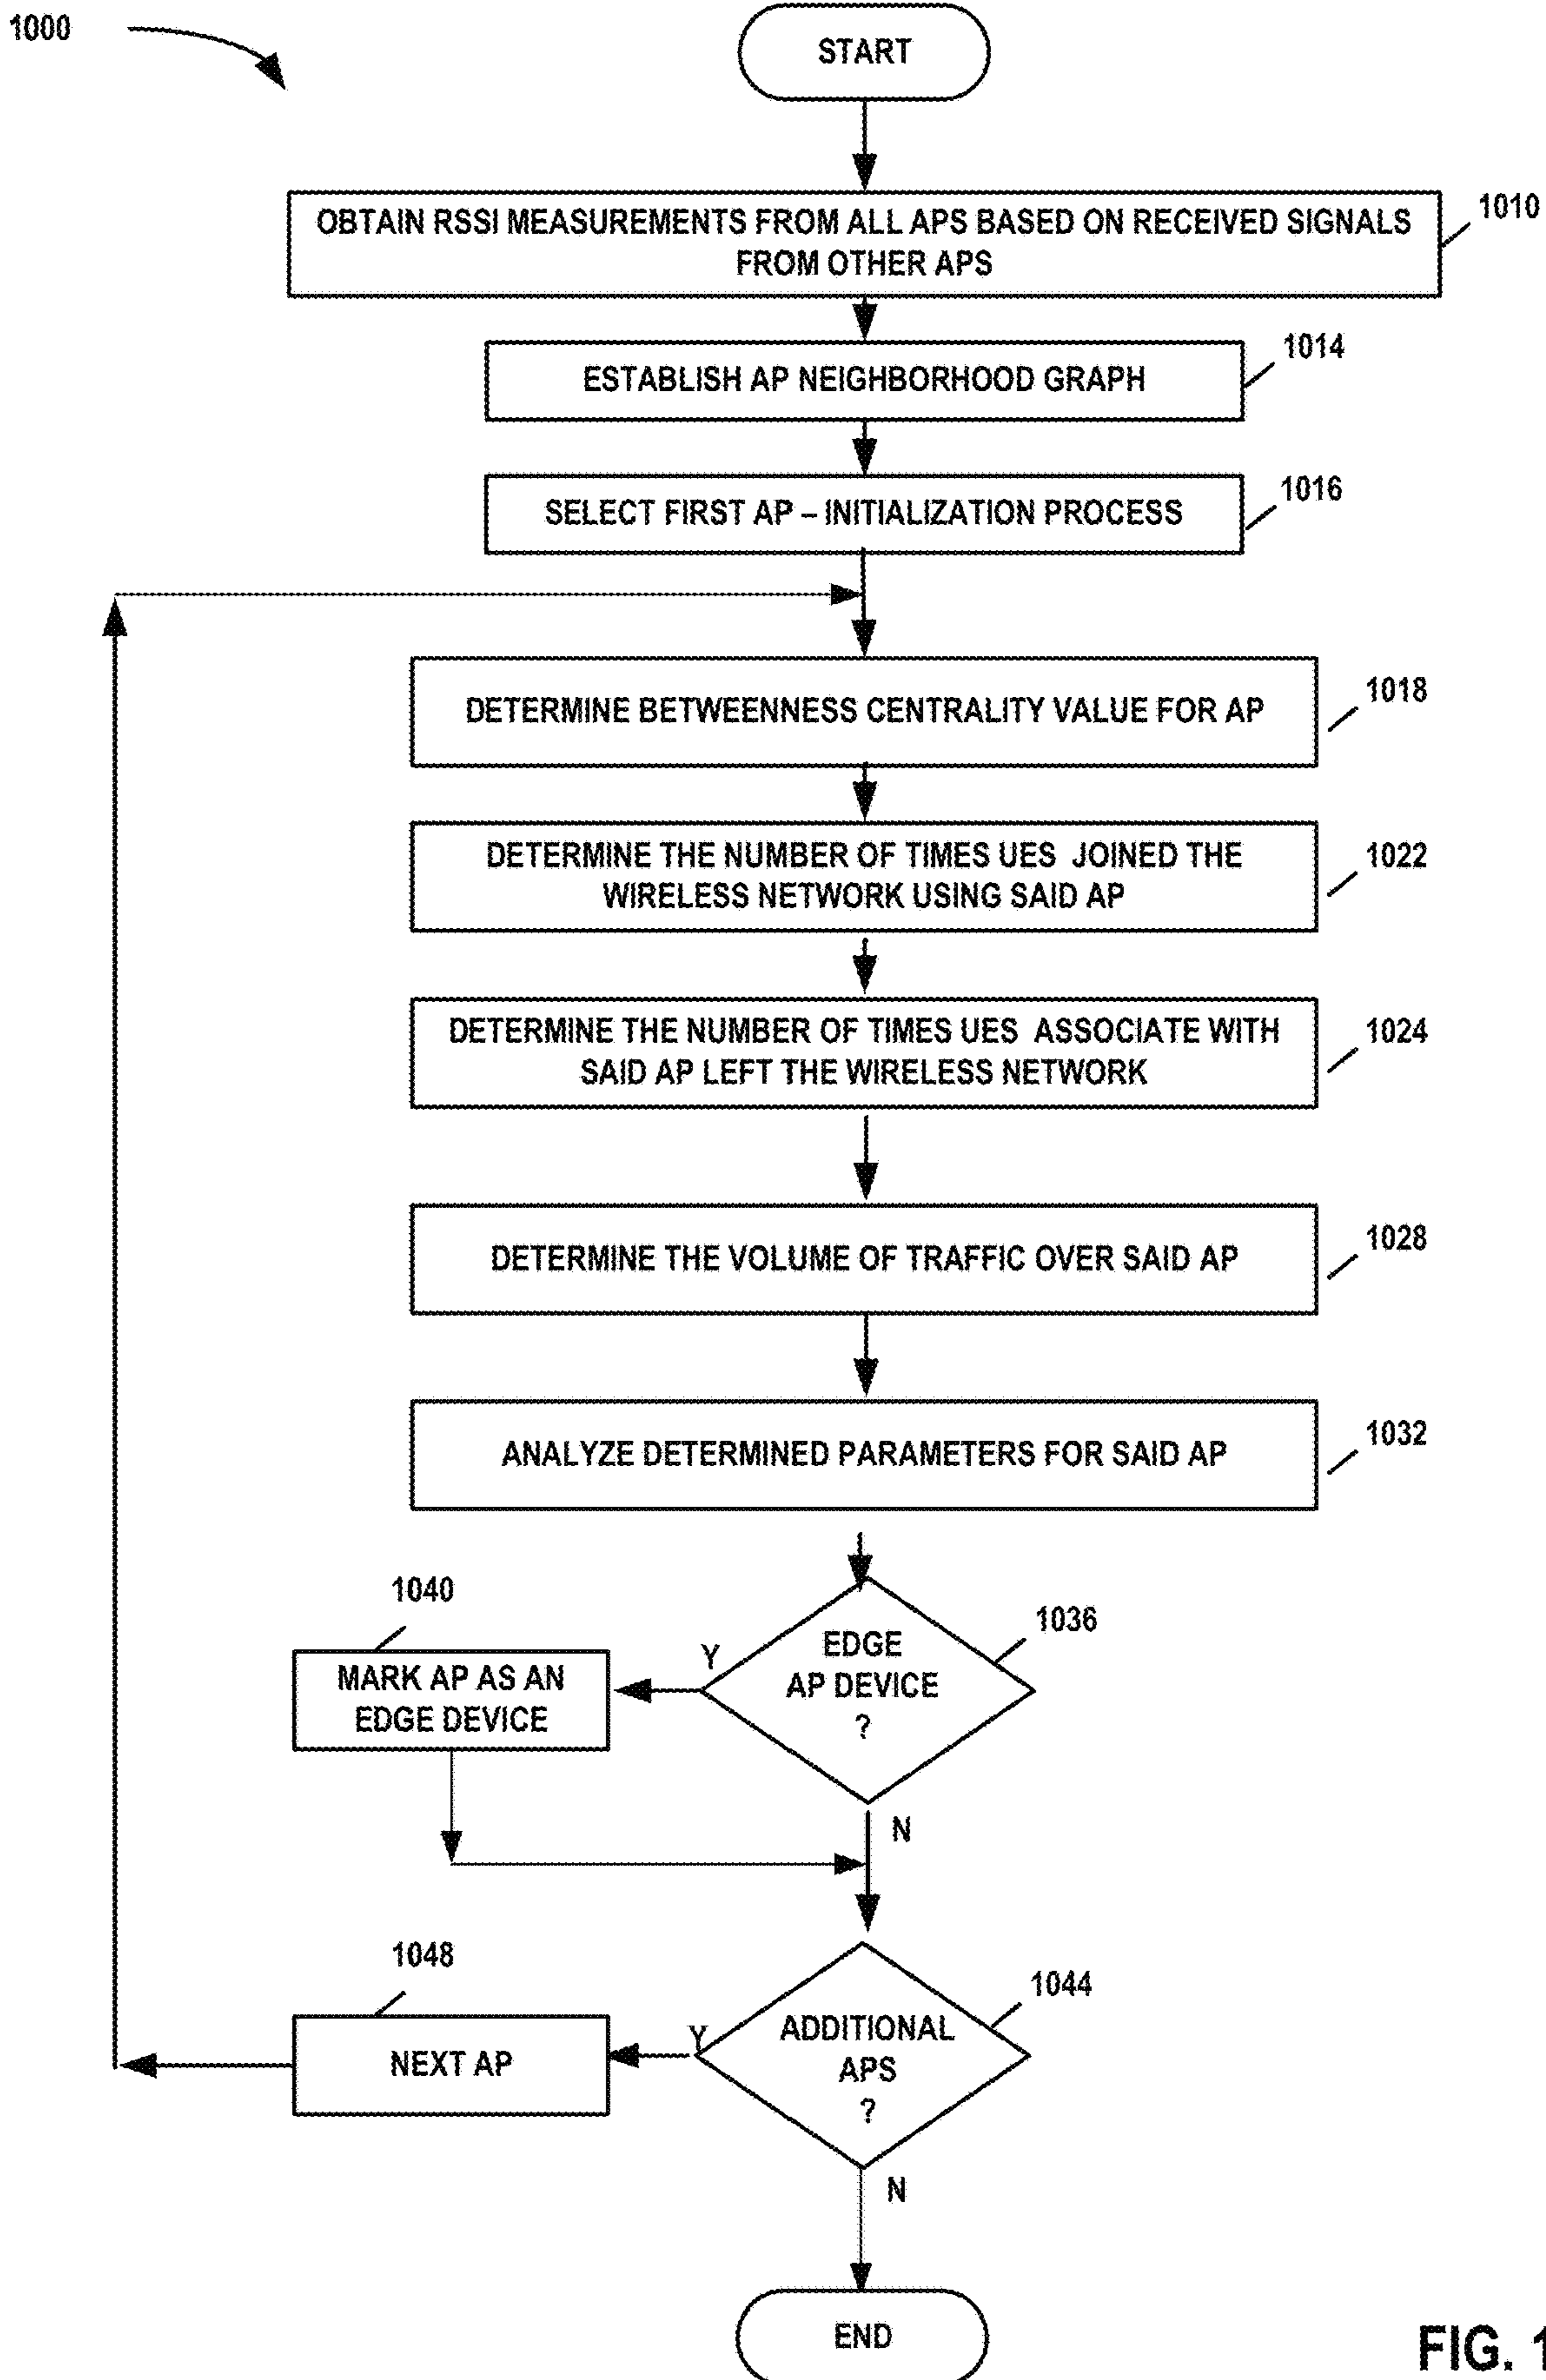 1000
START
OBTAIN RSSI MEASUREMENTS FROM ALL APS BASED ON RECEIVED SIGNALS
FROM OTHER APS
1010
ESTABLISH AP NEIGHBORHOOD GRAPH
1014
SELECT FIRST AP – INITIALIZATION PROCESS
1016
DETERMINE BETWEENNESS CENTRALITY VALUE FOR AP
1018
DETERMINE THE NUMBER OF TIMES UES JOINED THE
WIRELESS NETWORK USING SAID AP
1022
DETERMINE THE NUMBER OF TIMES UES ASSOCIATE WITH
SAID AP LEFT THE WIRELESS NETWORK
1024
DETERMINE THE VOLUME OF TRAFFIC OVER SAID AP
1028
ANALYZE DETERMINED PARAMETERS FOR SAID AP
1032
1040
MARK AP AS AN
EDGE DEVICE
Y
EDGE
AP DEVICE
?
1036
N
1048
NEXT AP
Y
ADDITIONAL
APS
?
1044
N
END
FIG. 1